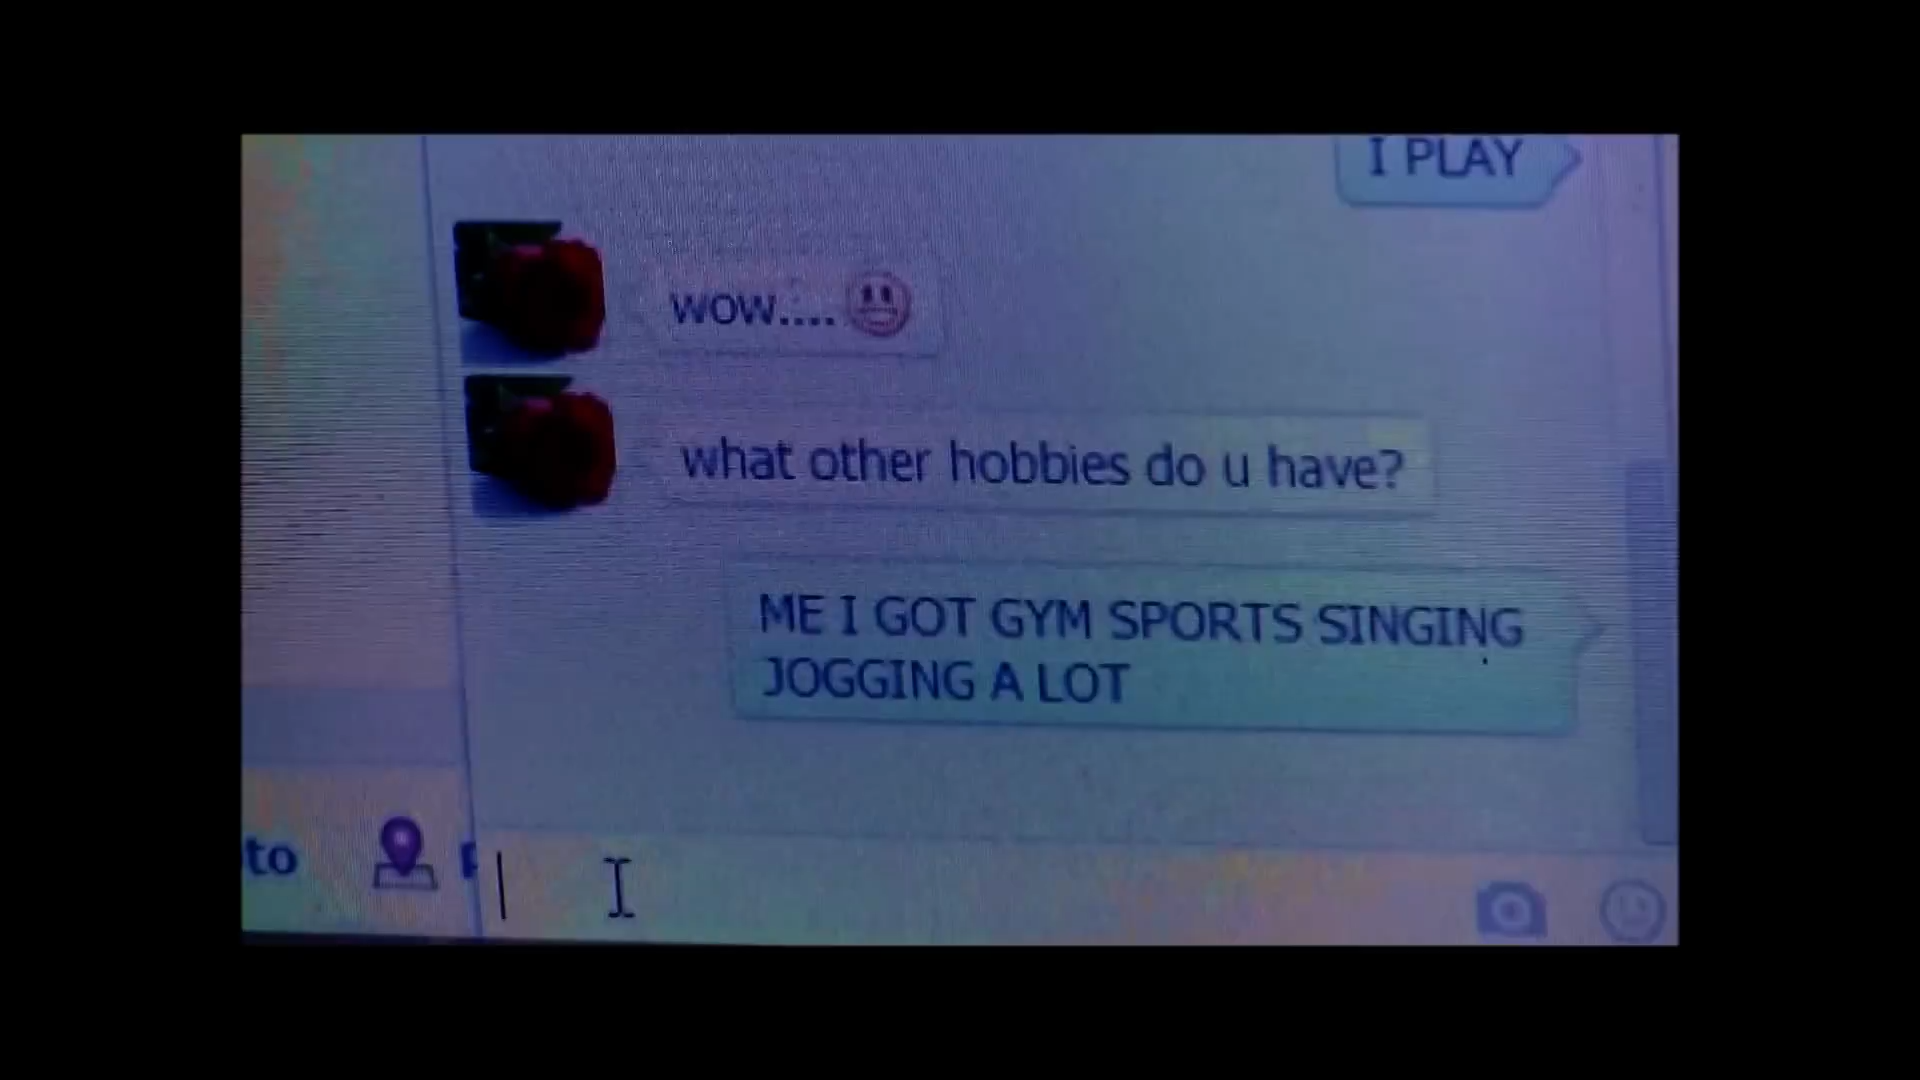 I PLAY
wow....
what other hobbies do u have?
ME I GOT GYM SPORTS SINGING
JOGGING A LOT
to